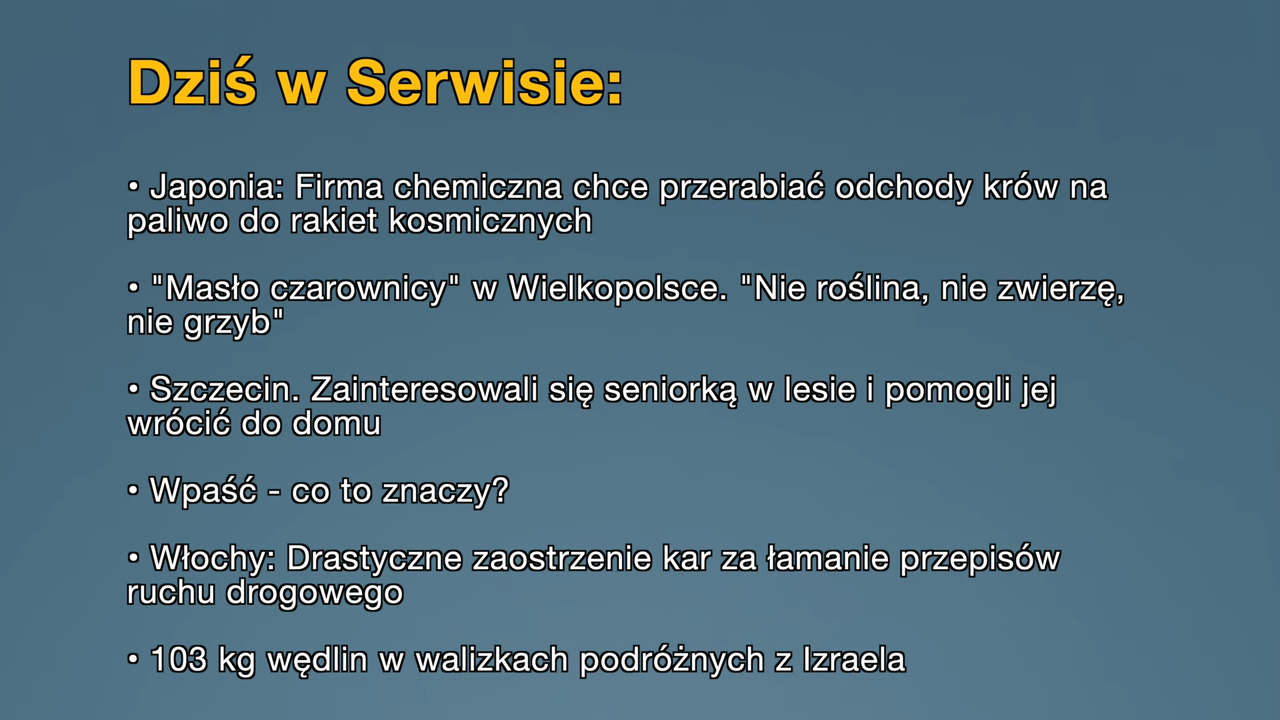 Dziś w Serwisie:
• Japonia: Firma chemiczna chce przerabiać odchody krów na
paliwo do rakiet kosmicznych
• "Masło czarownicy" w Wielkopolsce. "Nie roślina, nie zwierzę,
nie grzyb"
• Szczecin. Zainteresowali się seniorką w lesie i pomogli jej
wrócić do domu
• Wpaść - co to znaczy?
• Włochy: Drastyczne zaostrzenie kar za łamanie przepisów
ruchu drogowego
• 103 kg wędlin w walizkach podróżnych z Izraela